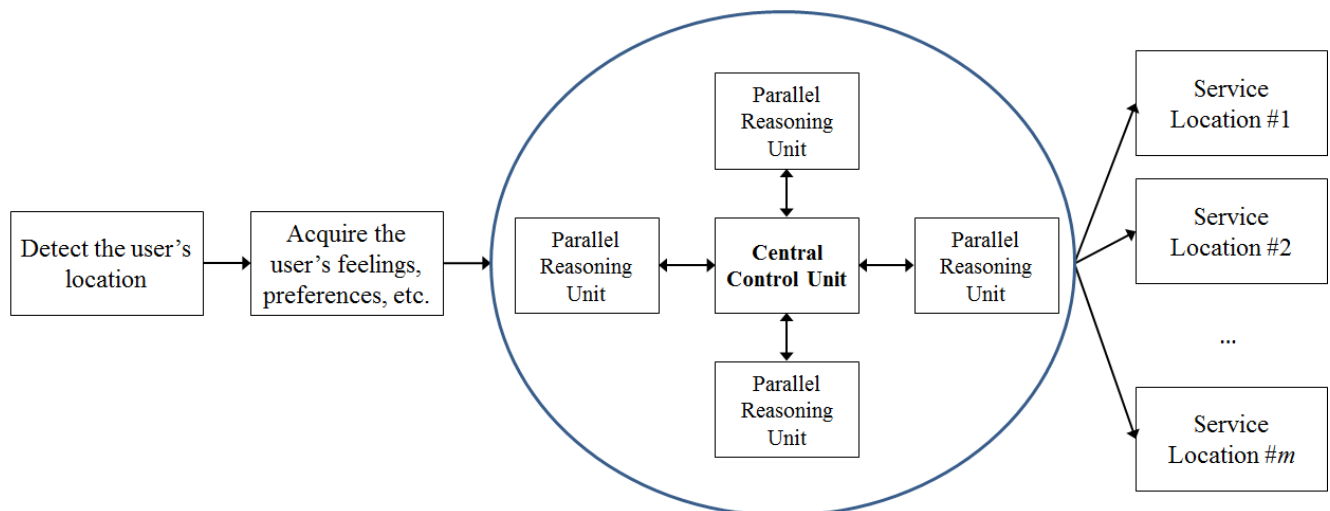 Detect the user’s
location
Acquire the
user’s feelings,
preferences, etc.
Parallel
Reasoning
Unit
Parallel
Reasoning
Unit
Central
Control Unit
Parallel
Reasoning
Unit
Parallel
Reasoning
Unit
Service
Location #1
Service
Location #2
...
Service
Location #m